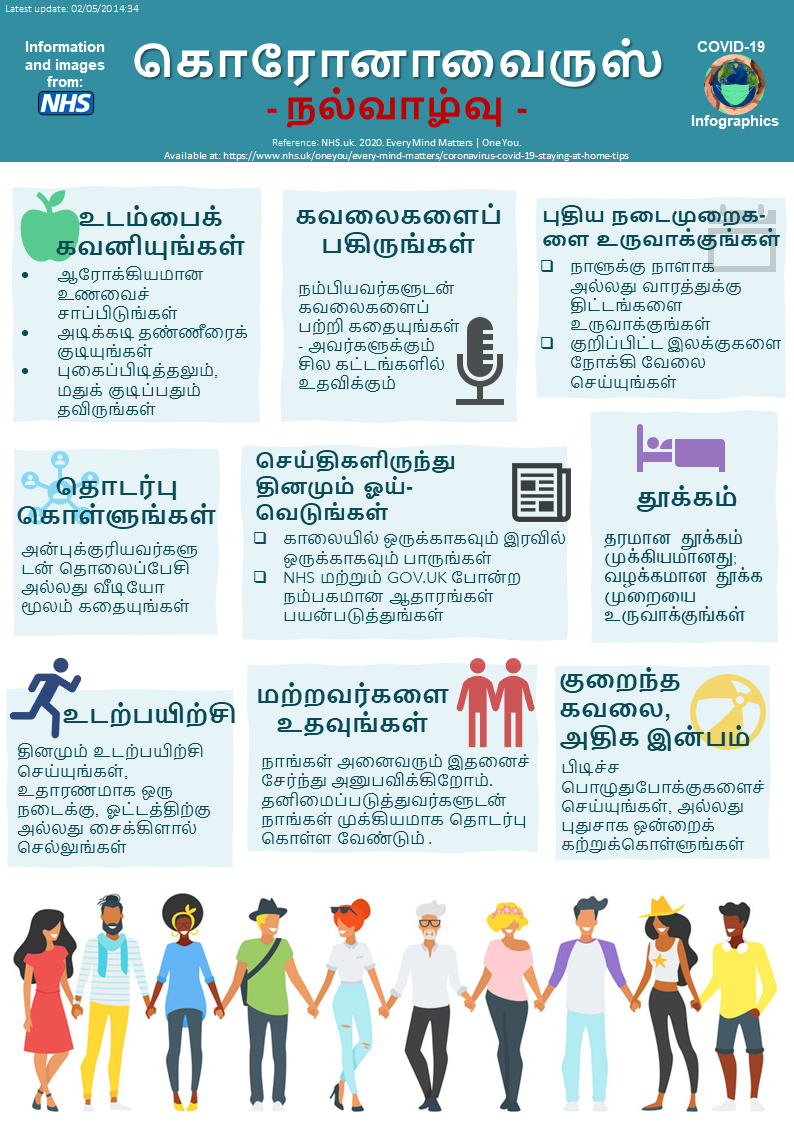 Latest update: 02/05/2014:34
Information
and images
from:
NHS
கொரோனாவைருஸ்
- நல்வாழ்வு -
Reference: NHS.uk. 2020. Every Mind Matters | One You.
Available at: https://www.nhs.uk/oneyou/every-mind-matters/coronavirus-covid-19-staying-at-home-tips
COVID-19
Infographics
உடம்பைக்
கவனியுங்கள்
• ஆரோக்கியமான
உணவைச்
சாப்பிடுங்கள்
• அடிக்கடி தண்ணீரைக்
குடியுங்கள்
• புகைப்பிடித்தலும்,
மதுக் குடிப்பதும்
தவிருங்கள்
கவலைகளைப்
பகிருங்கள்
நம்பியவர்களுடன்
கவலைகளைப்
பற்றி கதையுங்கள்
- அவர்களுக்கும்
சில கட்டங்களில்
உதவிக்கும்
புதிய நடைமுறைக-
ளை உருவாக்குங்கள்
❑ நாளுக்கு நாளாக
அல்லது வாரத்துக்கு
திட்டங்களை
உருவாக்குங்கள்
❑ குறிப்பிட்ட இலக்குகளை
நோக்கி வேலை
செய்யுங்கள்
தொடர்பு
கொள்ளுங்கள்
அன்புக்குரியவர்களு
டன் தொலைப்பேசி
அல்லது வீடியோ
மூலம் கதையுங்கள்
செய்திகளிருந்து
தினமும் ஓய்-
வெடுங்கள்
❑ காலையில் ஒருக்காகவும் இரவில்
ஒருக்காகவும் பாருங்கள்
❑ NHS மற்றும் GOV.UK போன்ற
நம்பகமான ஆதாரங்கள்
பயன்படுத்துங்கள்
தூக்கம்
தரமான தூக்கம்
முக்கியமானது;
வழக்கமான தூக்க
முறையை
உருவாக்குங்கள்
உடற்பயிற்சி
தினமும் உடற்பயிற்சி
செய்யுங்கள்,
உதாரணமாக ஒரு
நடைக்கு, ஓட்டத்திற்கு
அல்லது சைக்கிளால்
செல்லுங்கள்
மற்றவர்களை
உதவுங்கள்
நாங்கள் அனைவரும் இதனைச்
சேர்ந்து அனுபவிக்கிறோம்.
தனிமைப்படுத்துவர்களுடன்
நாங்கள் முக்கியமாக தொடர்பு
கொள்ள வேண்டும் .
குறைந்த
கவலை,
அதிக இன்பம்
பிடிச்ச
பொழுதுபோக்குகளைச்
செய்யுங்கள், அல்லது
புதுசாக ஒன்றைக்
கற்றுக்கொள்ளுங்கள்